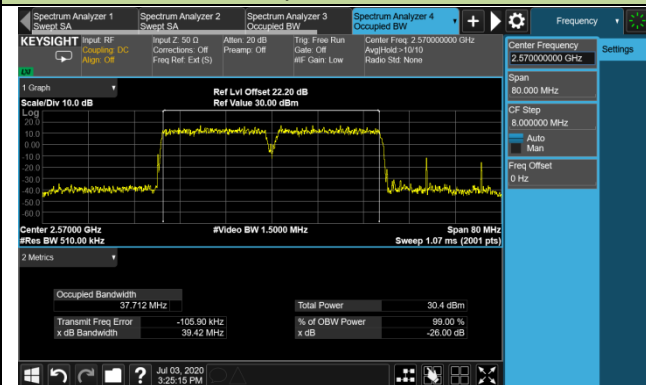 Spectrum Analyzer 1
Swept SA
Spectrum Analyzer 2
Swept SA
Spectrum Analyzer 3
Occupied BW
Spectrum Analyzer 4
Occupied BW
Frequency
KEYSIGHT
Input: RF
Coupling: DC
Align: Off
Input Z: 50 Ω
Corrections: Off
Freq Ref: Ext (S)
Atten: 20 dB
Preamp: Off
Trig: Free Run
Gate: Off
#IF Gain: Low
Center Freq: 2.570000000 GHz
Avg|Hold:>10/10
Radio Std: None
Center Frequency
2.570000000 GHz
Settings
Span
80.000 MHz
CF Step
8.000000 MHz
Auto
Man
Freq Offset
0 Hz
1 Graph
Scale/Div 10.0 dB
Ref Lvl Offset 22.20 dB
Ref Value 30.00 dBm
Log
20.0
10.0
0.00
-10.0
-20.0
-30.0
-40.0
-50.0
-60.0
Center 2.57000 GHz
#Video BW 1.5000 MHz
Span 80 MHz
#Res BW 510.00 kHz
Sweep 1.07 ms (2001 pts)
2 Metrics
Occupied Bandwidth
37.712 MHz
Total Power
30.4 dBm
Transmit Freq Error
-105.90 kHz
% of OBW Power
99.00 %
x dB Bandwidth
39.42 MHz
x dB
-26.00 dB
?
Jul 03, 2020
3:25:15 PM